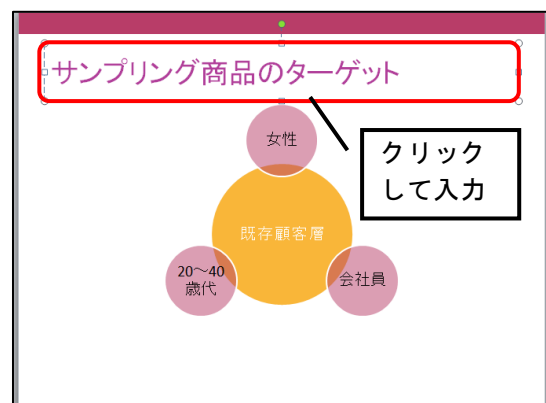 サンプリング商品のターゲット
女性
クリック
して入力
既存顧客層
20～40
歳代
会社員